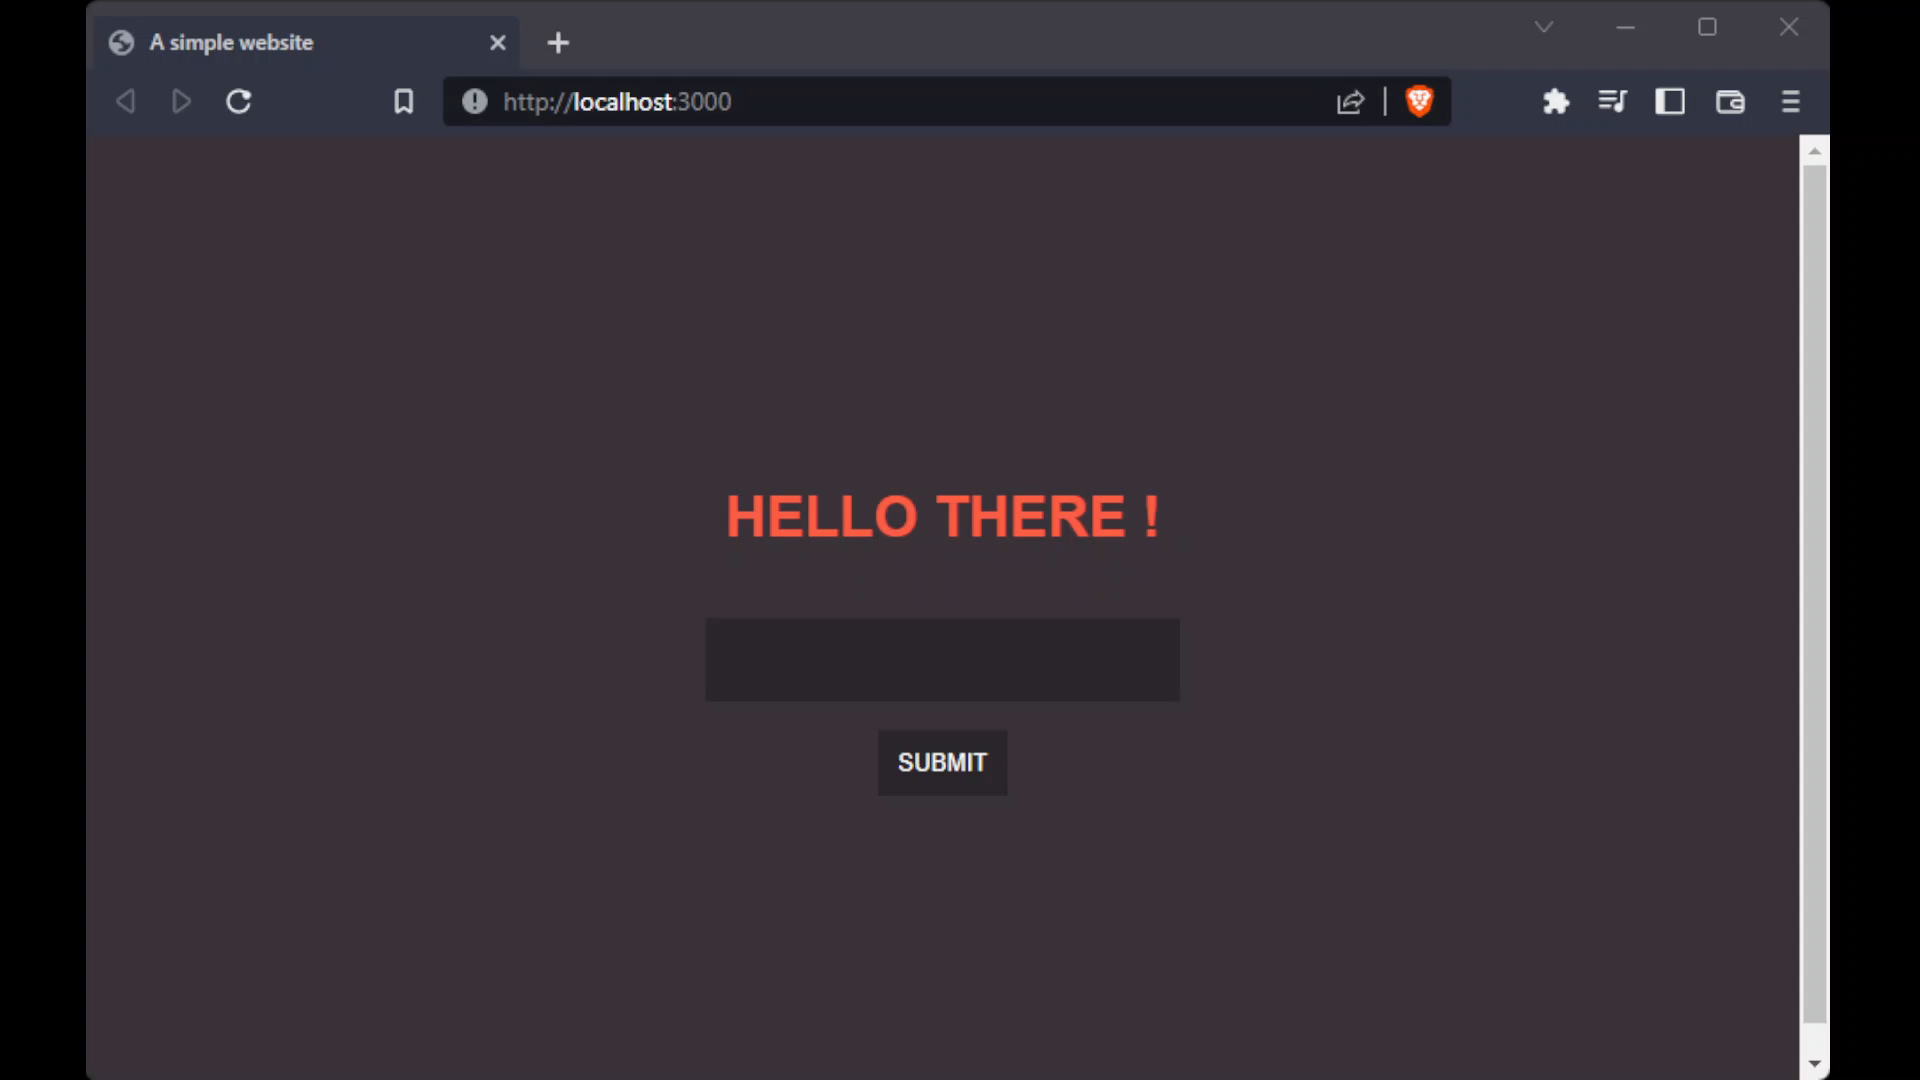 A simple website
http://localhost:3000
HELLO THERE !
SUBMIT